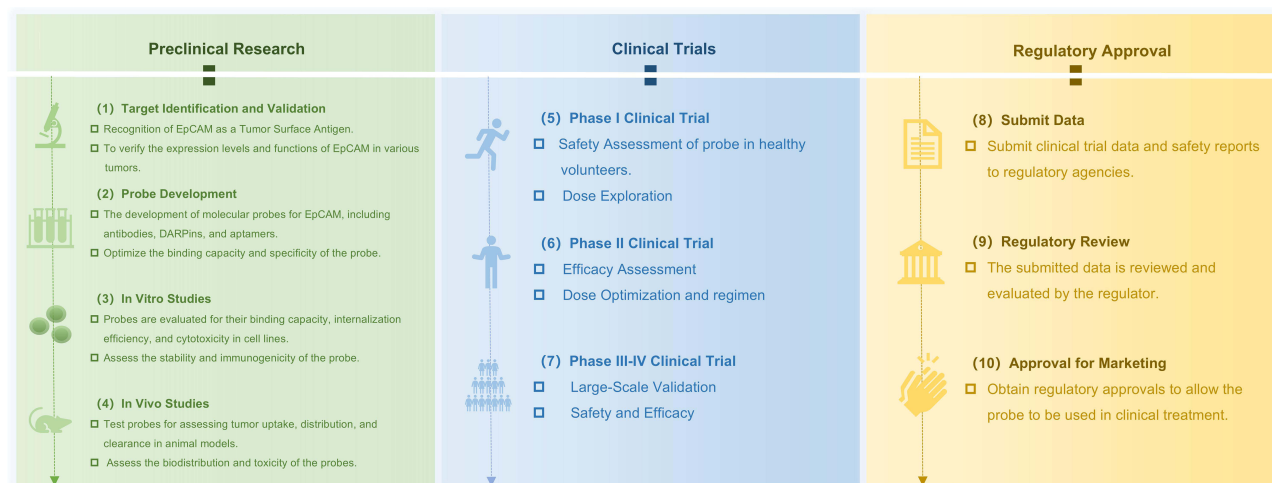 Preclinical Research
(1) Target Identification and Validation
Recognition of EpCAM as a Tumor Surface Antigen.
To verify the expression levels and functions of EpCAM in various
tumors.
(2) Probe Development
The development of molecular probes for EpCAM, including
antibodies, DARPins, and aptamers.
Optimize the binding capacity and specificity of the probe.
(3) In Vitro Studies
Probes are evaluated for their binding capacity, internalization
efficiency, and cytotoxicity in cell lines.
Assess the stability and immunogenicity of the probe.
(4) In Vivo Studies
Test probes for assessing tumor uptake, distribution, and
clearance in animal models.
Assess the biodistribution and toxicity of the probes.
Clinical Trials
(5) Phase I Clinical Trial
Safety Assessment of probe in healthy
volunteers.
Dose Exploration
(6) Phase II Clinical Trial
Efficacy Assessment
Dose Optimization and regimen
(7) Phase III-IV Clinical Trial
Large-Scale Validation
Safety and Efficacy
Regulatory Approval
(8) Submit Data
Submit clinical trial data and safety reports
to regulatory agencies.
(9) Regulatory Review
The submitted data is reviewed and
evaluated by the regulator.
(10) Approval for Marketing
Obtain regulatory approvals to allow the
probe to be used in clinical treatment.